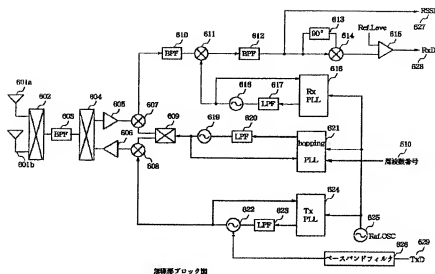 RSSI
627
613
90°
610
611
612
614
Ref.Leve
615
BPF
BPF
RxD
628
616
618
617
Rx
PLL
LPF
601a
602
604
605
607
603
BPF
609
619
620
621
LPF
hopping
PLL
510
周波数番号
606
601b
608
624
Tx
PLL
622
623
LPF
625
Ref.OSC
626
629
ベースバンドフィルタ
TxD
無線部ブロック図